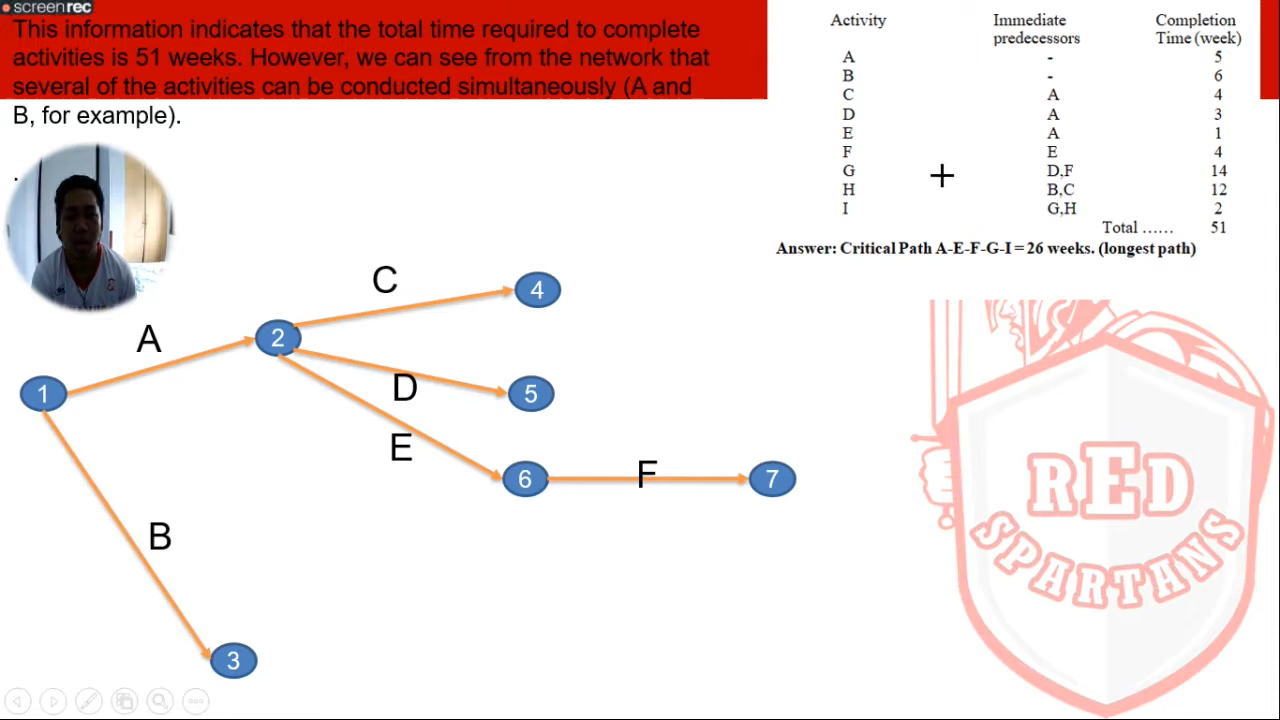 screenrec
This information indicates that the total time required to complete
activities is 51 weeks. However, we can see from the network that
several of the activities can be conducted simultaneously (A and
B, for example).
.
Activity Immediate predecessors Completion Time (week)
A - 5
B - 6
C A 4
D A 3
E A 1
F E 4
G D,F 14
H B,C 12
I G,H 2
Total ...... 51
Answer: Critical Path A-E-F-G-I = 26 weeks. (longest path)
C
4
A
2
1
D
5
E
6
F
7
B
3
RED
SPARTANS